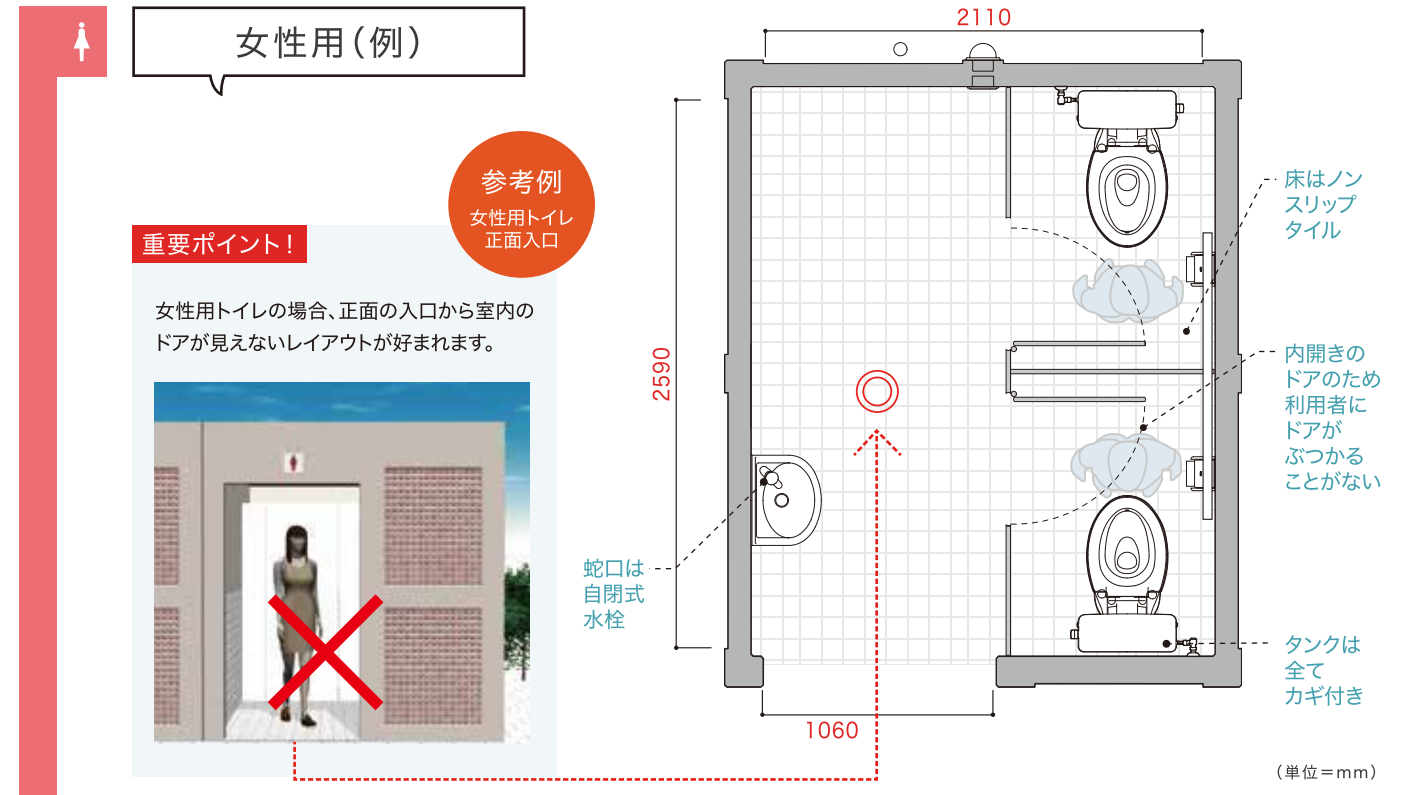 女性用（例）
参考例
女性用トイレ
正面入口
重要ポイント！
女性用トイレの場合、正面の入口から室内の
ドアが見えないレイアウトが好まれます。
2110
2590
1060
床はノン
スリップ
タイル
内開きの
ドアのため
利用者に
ドアが
ぶつかる
ことがない
蛇口は
自閉式
水栓
タンクは
全て
カギ付き
（単位＝mm）